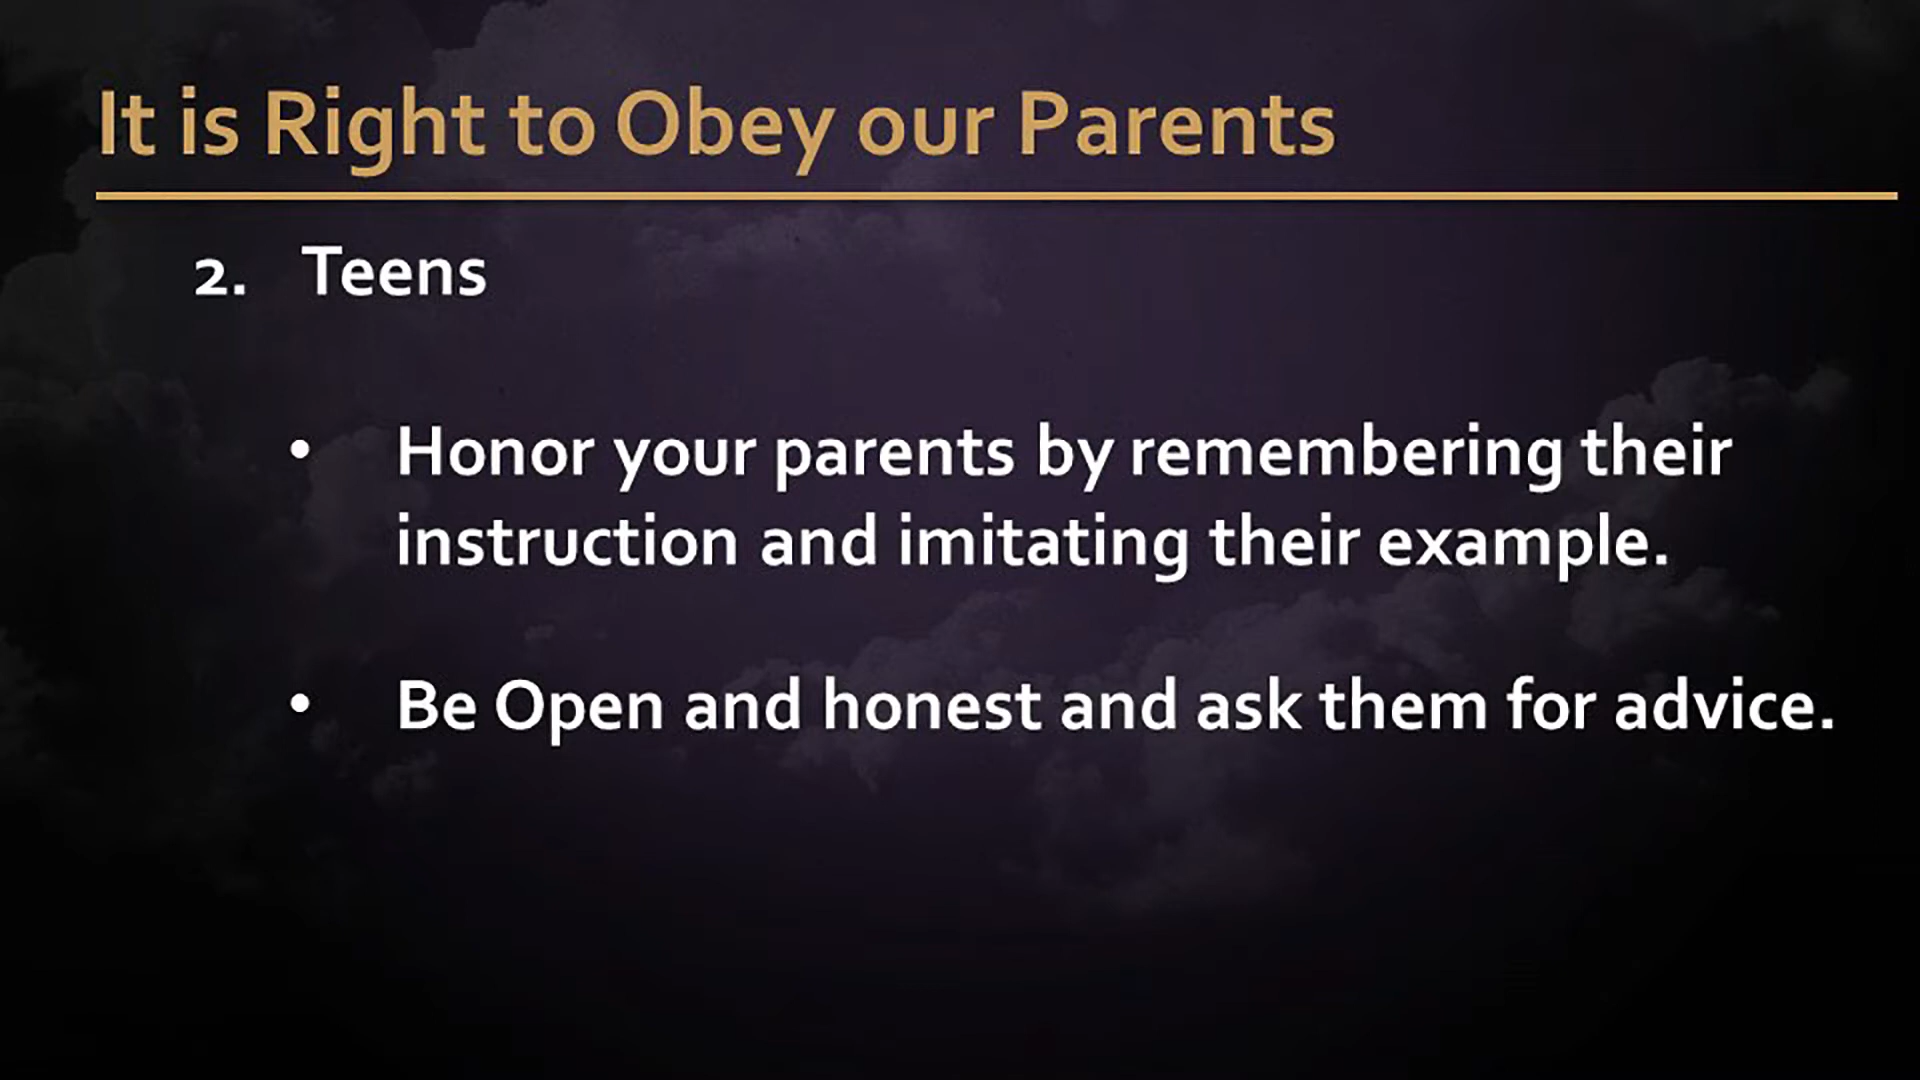 It is Right to Obey our Parents
2. Teens
• Honor your parents by remembering their
instruction and imitating their example.
• Be Open and honest and ask them for advice.